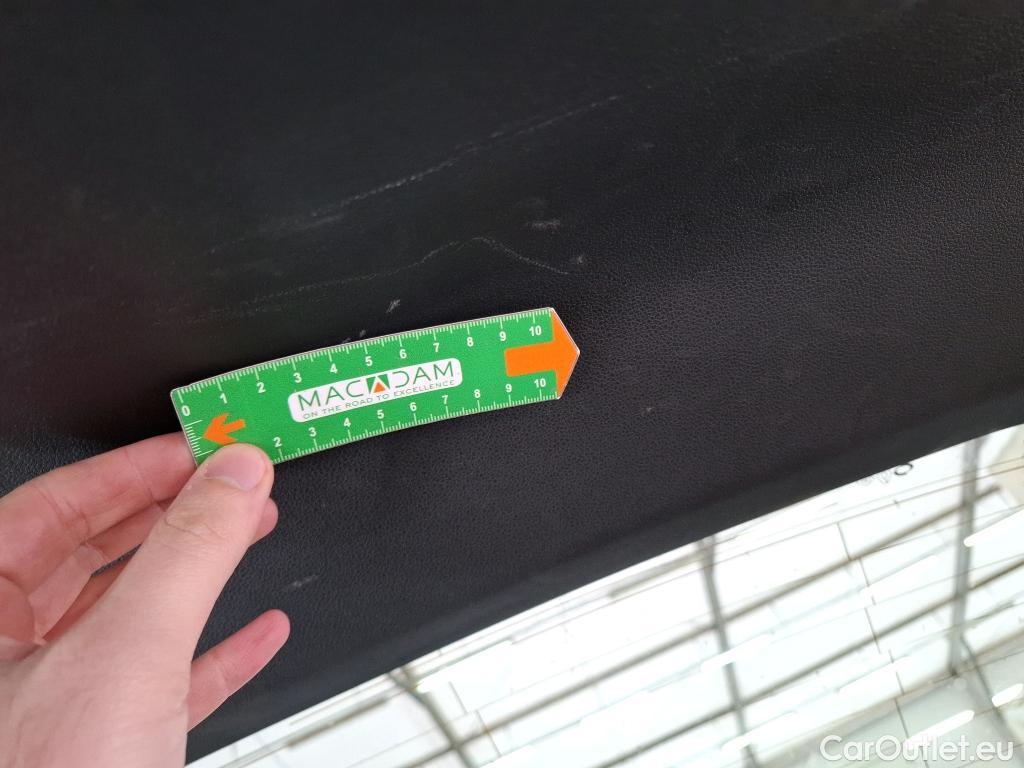 0 1 2 3 4 5 6 7 8 9 10
MACADAM
ON THE ROAD TO EXCELLENCE
2 3 4 5 6 7 8 9 10
CarOutlet.eu